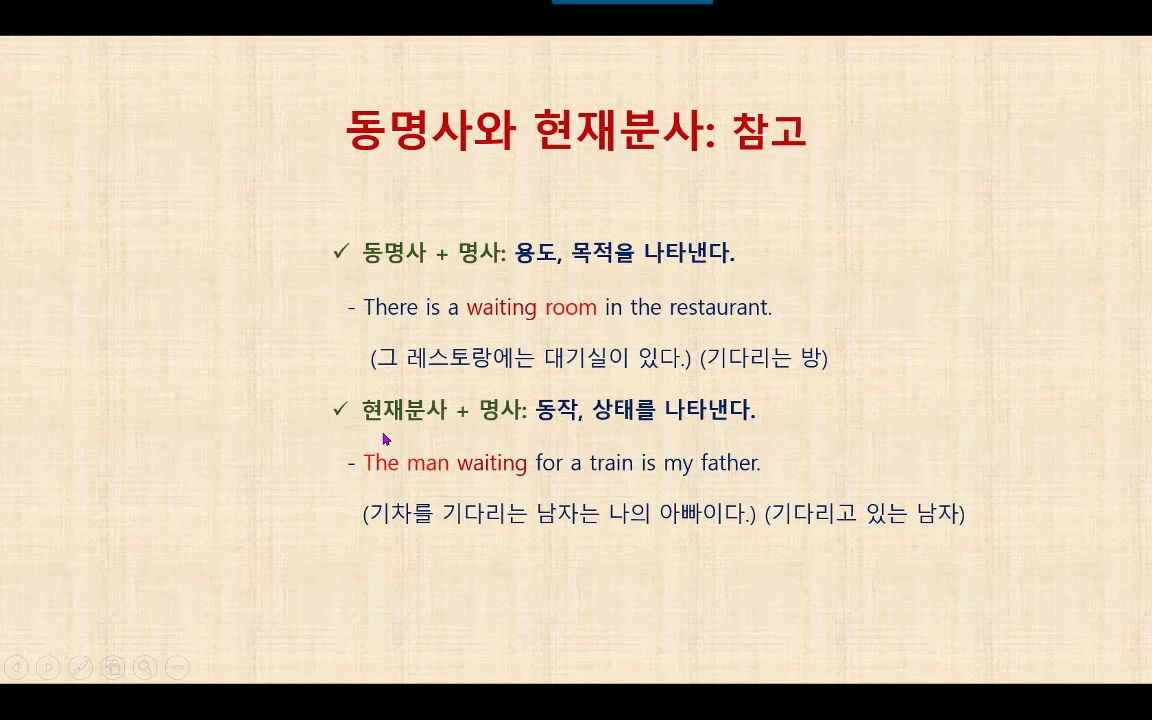 동명사와 현재분사: 참고
✓ 동명사 + 명사: 용도, 목적을 나타낸다.
- There is a waiting room in the restaurant.
(그 레스토랑에는 대기실이 있다.) (기다리는 방)
✓ 현재분사 + 명사: 동작, 상태를 나타낸다.
- The man waiting for a train is my father.
(기차를 기다리는 남자는 나의 아빠이다.) (기다리고 있는 남자)